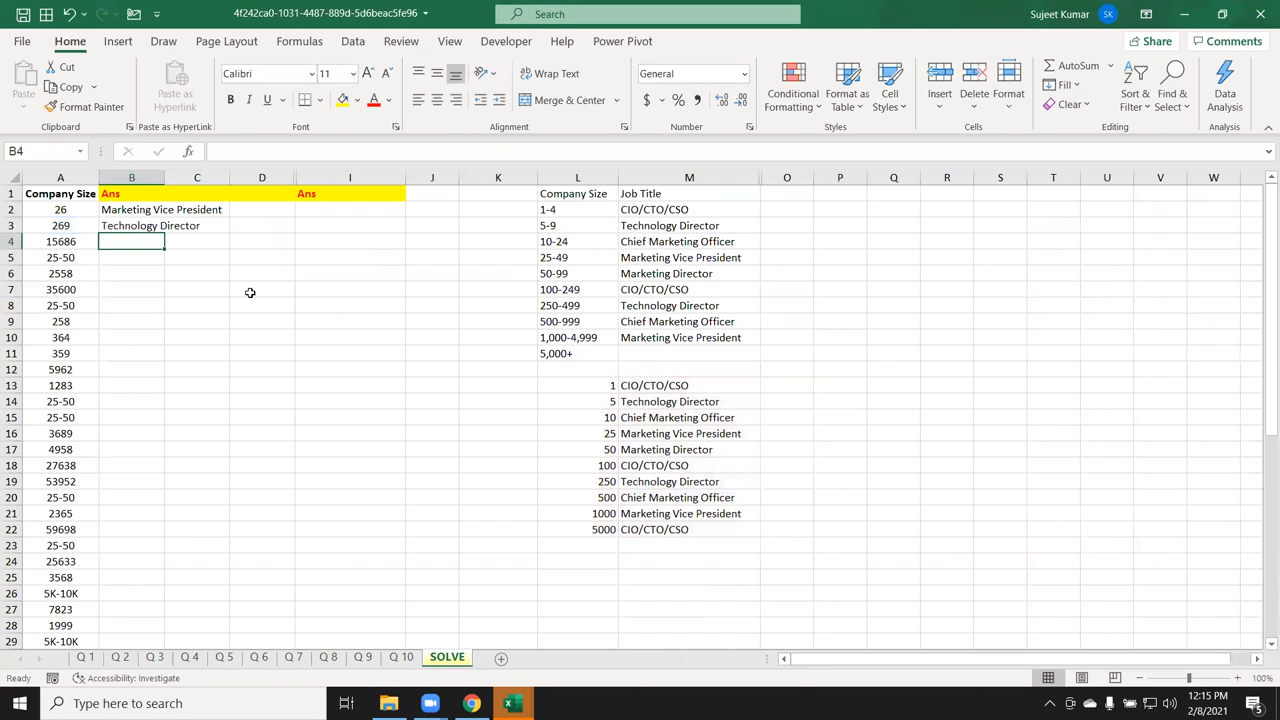 4f242ca0-1031-4487-889d-5d6beac5fe96
Search
Sujeet Kumar SK
File Home Insert Draw Page Layout Formulas Data Review View Developer Help Power Pivot Share Comments
Paste
Cut
Copy
Format Painter
Clipboard
Paste as Hyperlink
Paste as HyperLink
Calibri 11
B I U
Font
Wrap Text
Merge & Center
Alignment
General
$ % ,
Number
Conditional Formatting
Format as Table
Cell Styles
Styles
Insert Delete Format
Cells
AutoSum
Fill
Clear
Sort & Filter
Find & Select
Editing
Data Analysis
Analysis
B4 fx
A B C D I J K L M O P Q R S T U V W
1 Company Size Ans Ans Company Size Job Title
2 26 Marketing Vice President 1-4 CIO/CTO/CSO
3 269 Technology Director 5-9 Technology Director
4 15686 10-24 Chief Marketing Officer
5 25-50 25-49 Marketing Vice President
6 2558 50-99 Marketing Director
7 35600 100-249 CIO/CTO/CSO
8 25-50 250-499 Technology Director
9 258 500-999 Chief Marketing Officer
10 364 1,000-4,999 Marketing Vice President
11 359 5,000+
12 5962
13 1283 1 CIO/CTO/CSO
14 25-50 5 Technology Director
15 25-50 10 Chief Marketing Officer
16 3689 25 Marketing Vice President
17 4958 50 Marketing Director
18 27638 100 CIO/CTO/CSO
19 53952 250 Technology Director
20 25-50 500 Chief Marketing Officer
21 2365 1000 Marketing Vice President
22 59698 5000 CIO/CTO/CSO
23 25-50
24 25633
25 3568
26 5K-10K
27 7823
28 1999
29 5K-10K
Q 1 Q 2 Q 3 Q 4 Q 5 Q 6 Q 7 Q 8 Q 9 Q 10 SOLVE
Ready Accessibility: Investigate 100%
Type here to search
12:15 PM
2/8/2021
5